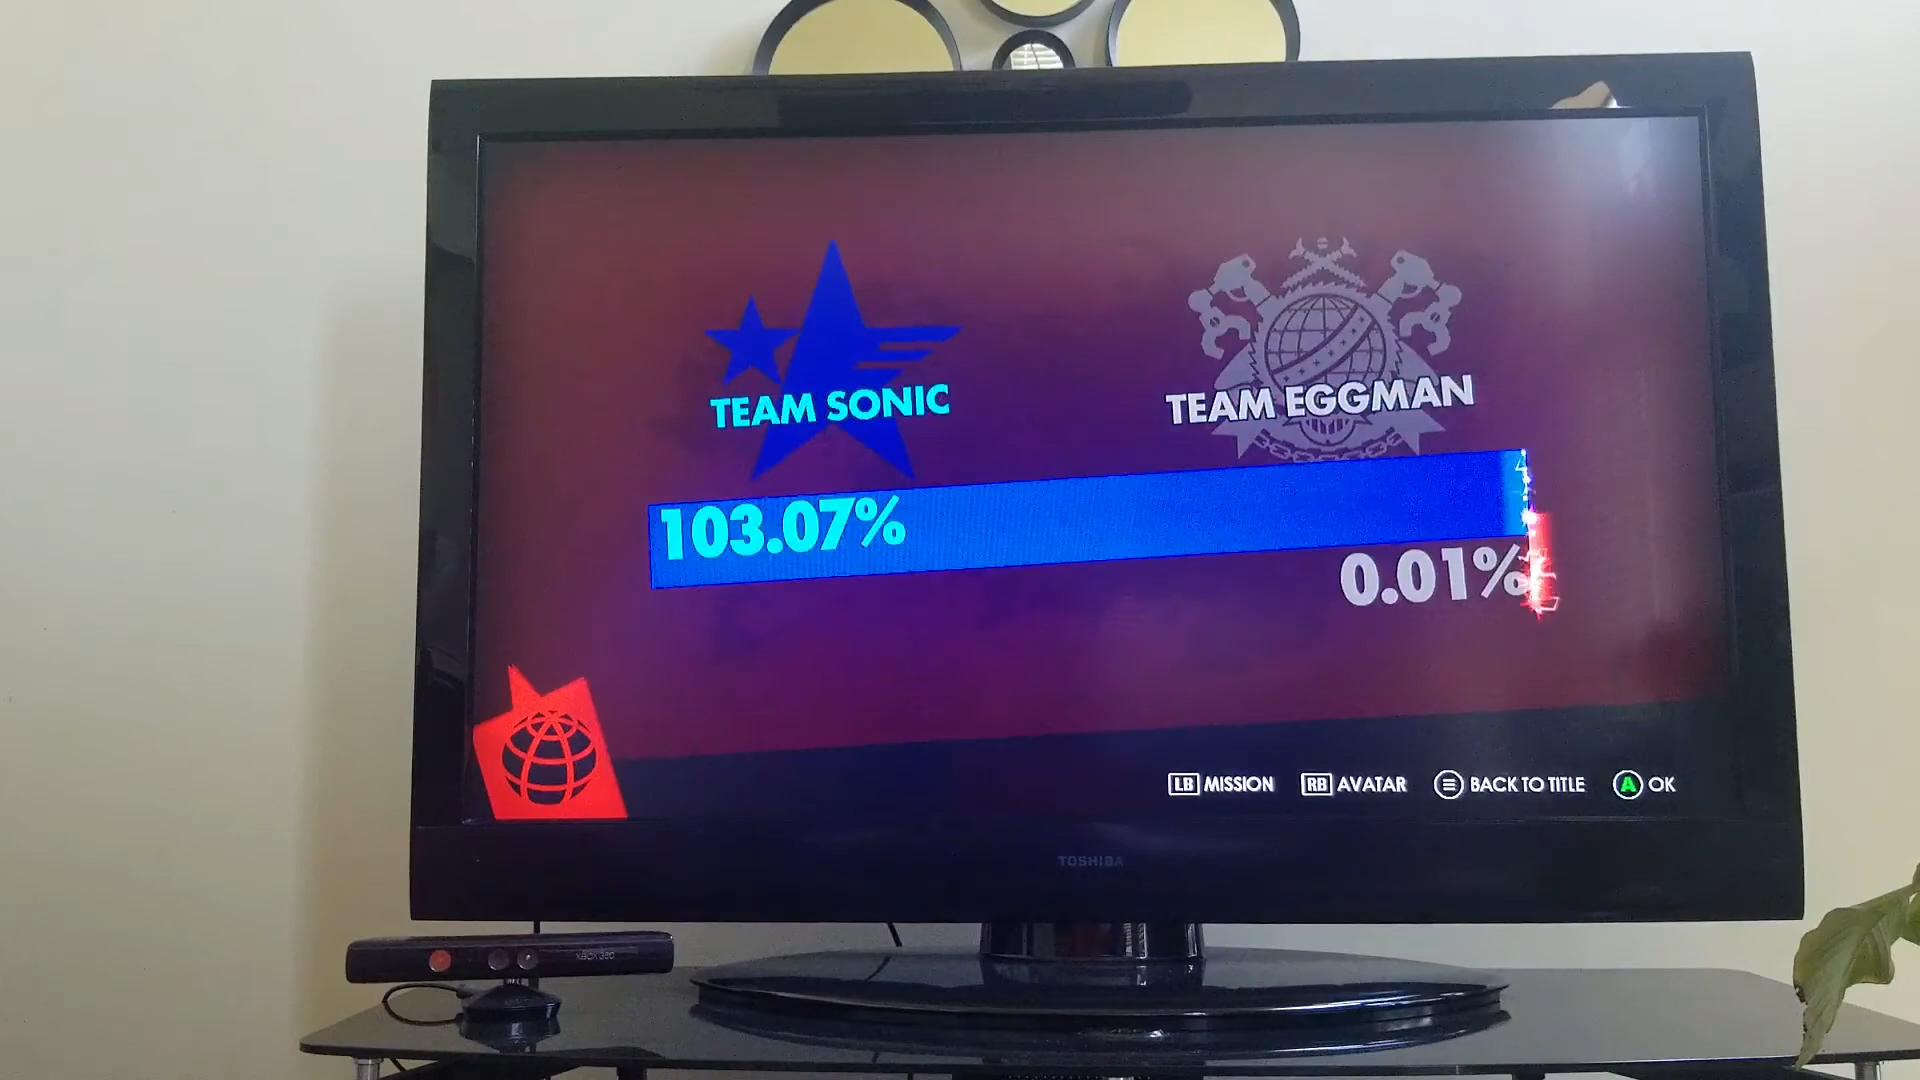 TEAM SONIC
TEAM EGGMAN
103.07%
0.01%
LB MISSION RB AVATAR BACK TO TITLE A OK
TOSHIBA
XBOX 360